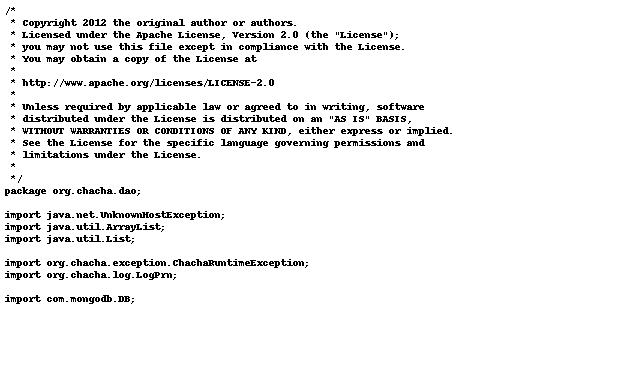 /*
 * Copyright 2012 the original author or authors.
 * Licensed under the Apache License, Version 2.0 (the "License");
 * you may not use this file except in compliance with the License.
 * You may obtain a copy of the License at
 *
 * http://www.apache.org/licenses/LICENSE-2.0
 *
 * Unless required by applicable law or agreed to in writing, software
 * distributed under the License is distributed on an "AS IS" BASIS,
 * WITHOUT WARRANTIES OR CONDITIONS OF ANY KIND, either express or implied.
 * See the License for the specific language governing permissions and
 * limitations under the License.
 *
 */
package org.chacha.dao;

import java.net.UnknownHostException;
import java.util.ArrayList;
import java.util.List;

import org.chacha.exception.ChachaRuntimeException;
import org.chacha.log.LogPrn;

import com.mongodb.DB;